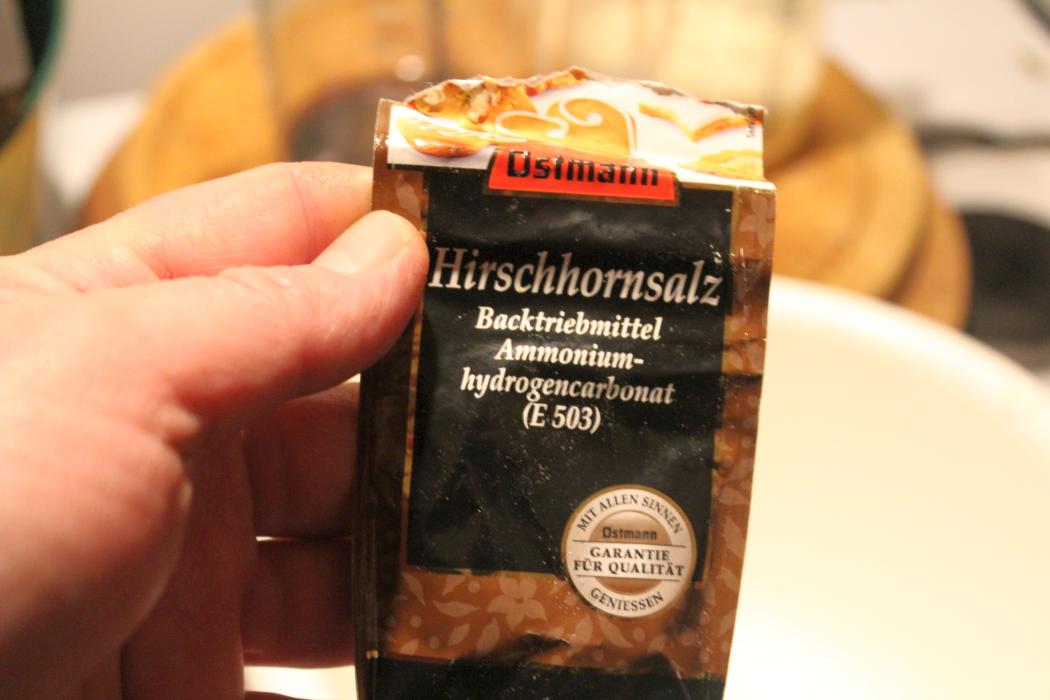 Ostmann
Hirschhornsalz
Backtriebmittel
Ammonium-
hydrogencarbonat
(E 503)
MIT ALLEN SINNEN
Ostmann
GARANTIE
FÜR QUALITÄT
GENIESSEN